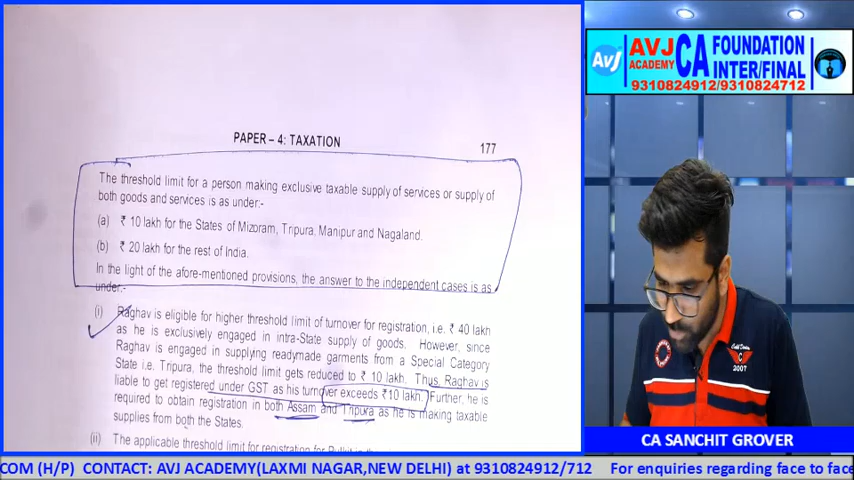 PAPER – 4: TAXATION
177
The threshold limit for a person making exclusive taxable supply of services or supply of
both goods and services is as under:-
(a) ₹ 10 lakh for the States of Mizoram, Tripura, Manipur and Nagaland.
(b) ₹ 20 lakh for the rest of India.
In the light of the afore-mentioned provisions, the answer to the independent cases is as
under:-
(i) Raghav is eligible for higher threshold limit of turnover for registration, i.e. ₹ 40 lakh
as he is exclusively engaged in intra-State supply of goods. However, since
Raghav is engaged in supplying readymade garments from a Special Category
State i.e. Tripura, the threshold limit gets reduced to ₹ 10 lakh. Thus, Raghav is
liable to get registered under GST as his turnover exceeds ₹10 lakh. Further, he is
required to obtain registration in both Assam and Tripura as he is making taxable
supplies from both the States.
(ii) The applicable threshold limit for registration for Pulkit in
AVJ
AVJ
ACADEMY
CA
FOUNDATION
INTER/FINAL
9310824912/9310824712
2007
CA SANCHIT GROVER
COM (H/P) CONTACT: AVJ ACADEMY(LAXMI NAGAR,NEW DELHI) at 9310824912/712 For enquiries regarding face to face